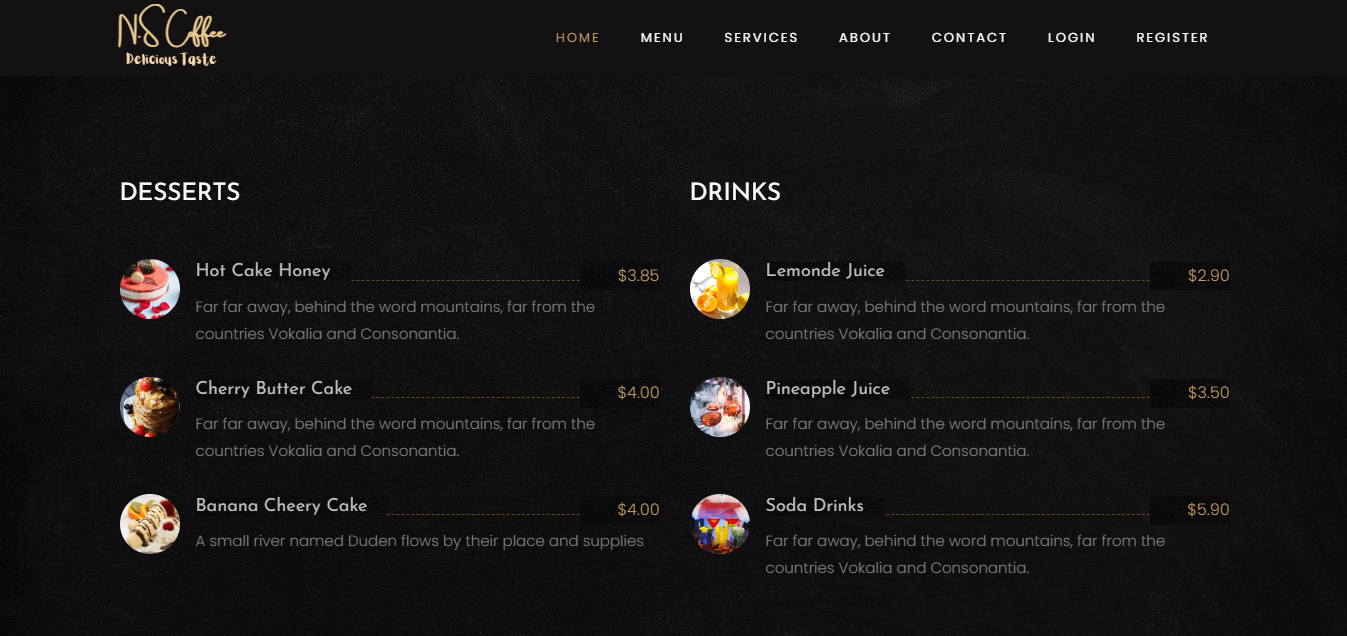 N.S Coffee
Delicious Taste
HOME MENU SERVICES ABOUT CONTACT LOGIN REGISTER
DESSERTS
Hot Cake Honey $3.85
Far far away, behind the word mountains, far from the
countries Vokalia and Consonantia.
Cherry Butter Cake $4.00
Far far away, behind the word mountains, far from the
countries Vokalia and Consonantia.
Banana Cheery Cake $4.00
A small river named Duden flows by their place and supplies
DRINKS
Lemonde Juice $2.90
Far far away, behind the word mountains, far from the
countries Vokalia and Consonantia.
Pineapple Juice $3.50
Far far away, behind the word mountains, far from the
countries Vokalia and Consonantia.
Soda Drinks $5.90
Far far away, behind the word mountains, far from the
countries Vokalia and Consonantia.